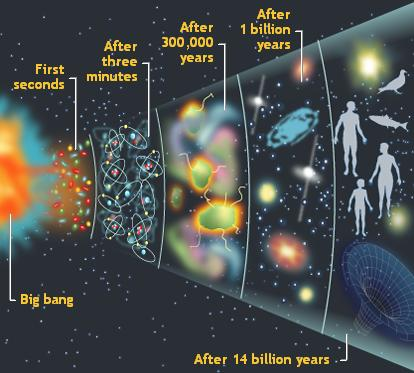 First
seconds
After
three
minutes
After
300,000
years
After
1 billion
years
Big bang
After 14 billion years